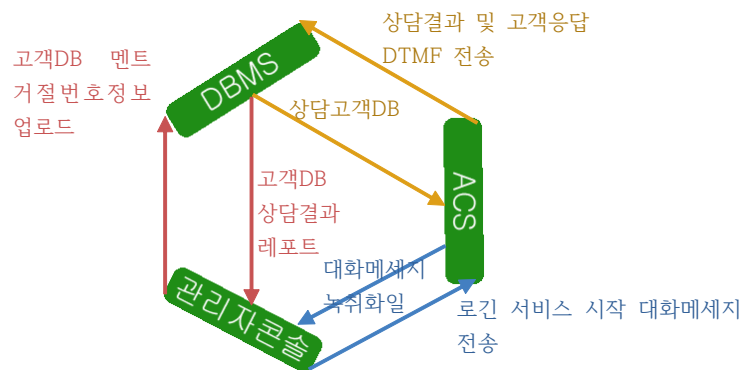 상담결과 및 고객응답
DTMF 전송
고객DB 멘트
거절번호정보
업로드
DBMS
상담고객DB
ACS
고객DB
상담결과
레포트
대화메세지
녹취화일
관리자콘솔
로긴 서비스 시작 대화메세지
전송